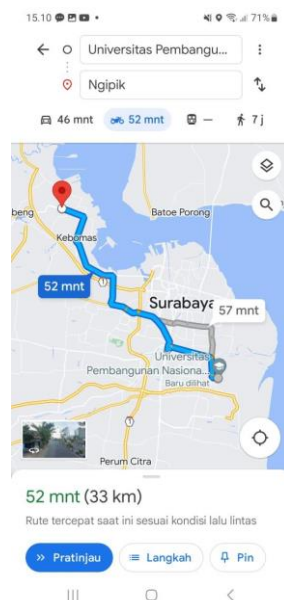 15.10
71%
Universitas Pembangu...
Ngipik
46 mnt
52 mnt
—
7 j
beng
Batoe Porong
Kebomas
52 mnt
Surabaya
57 mnt
Universitas
Pembangunan Nasiona...
Baru dilihat
Perum Citra
52 mnt (33 km)
Rute tercepat saat ini sesuai kondisi lalu lintas
Pratinjau
Langkah
Pin